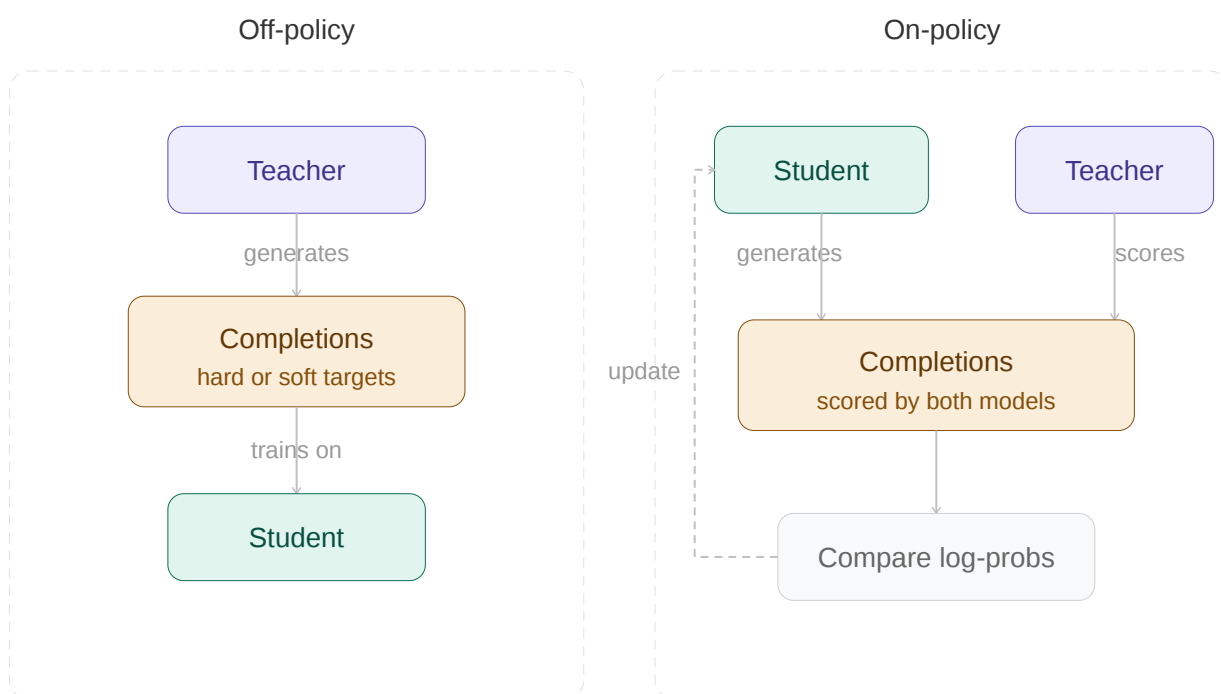 Off-policy
Teacher
generates
Completions
hard or soft targets
trains on
Student
On-policy
Student
Teacher
generates
scores
Completions
scored by both models
update
Compare log-probs